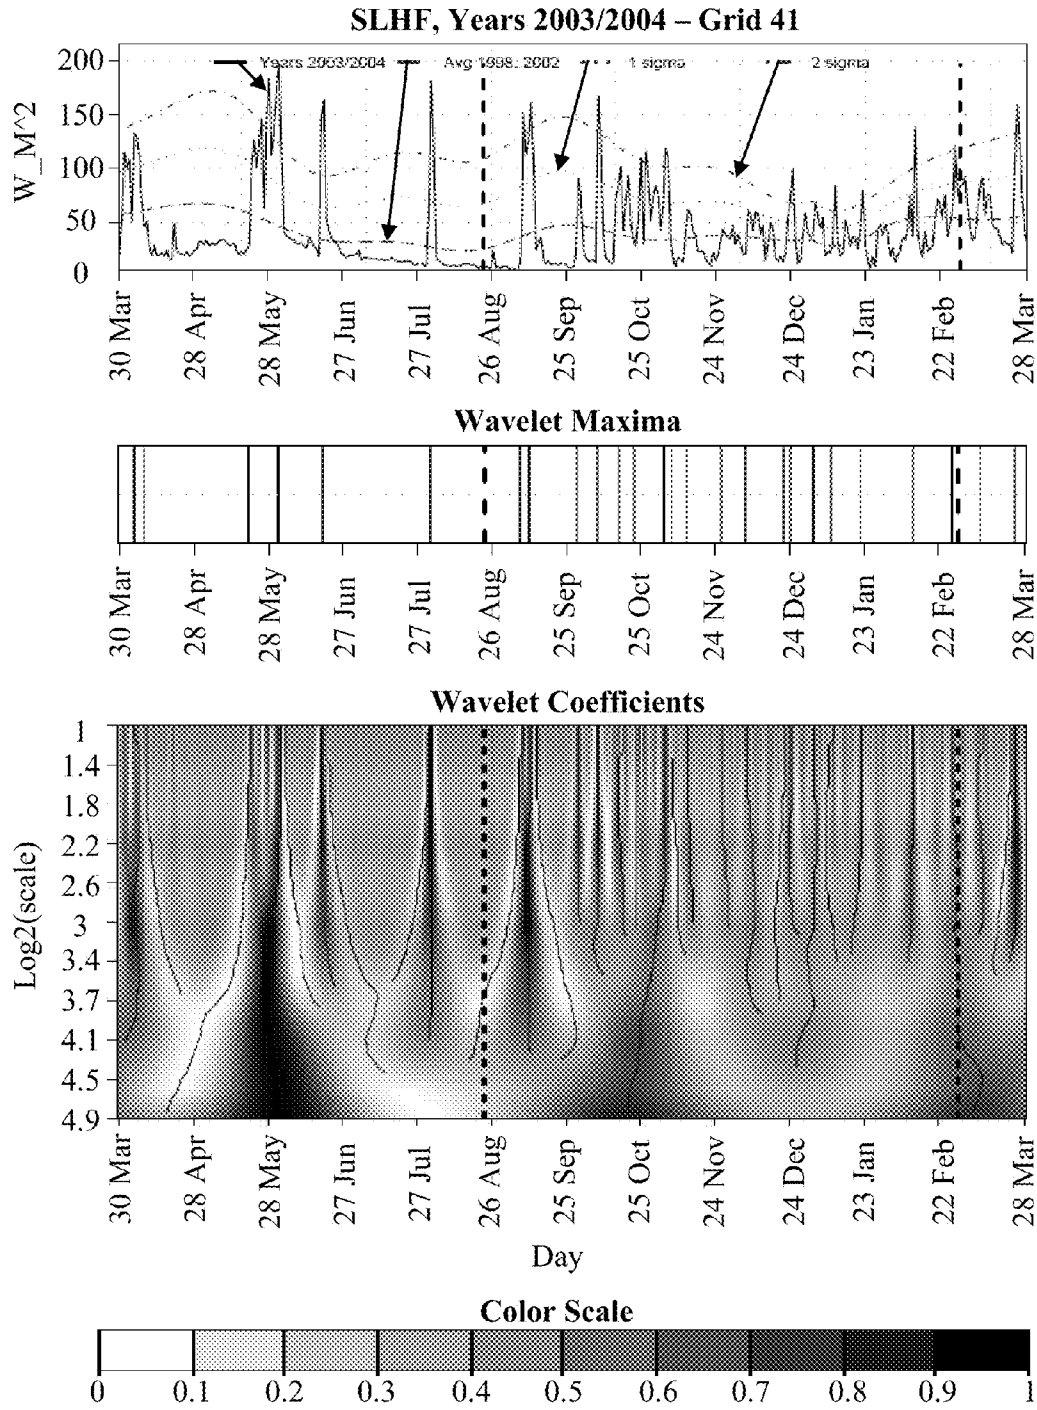 SLHF, Years 2003/2004 – Grid 41
Years 2003/2004 Avg 1998: 2002 1 sigma 2 sigma
W_M^2
200
150
100
50
0
30 Mar 28 Apr 28 May 27 Jun 27 Jul 26 Aug 25 Sep 25 Oct 24 Nov 24 Dec 23 Jan 22 Feb 28 Mar
Wavelet Maxima
30 Mar 28 Apr 28 May 27 Jun 27 Jul 26 Aug 25 Sep 25 Oct 24 Nov 24 Dec 23 Jan 22 Feb 28 Mar
Wavelet Coefficients
Log2(scale)
1
1.4
1.8
2.2
2.6
3
3.4
3.7
4.1
4.5
4.9
30 Mar 28 Apr 28 May 27 Jun 27 Jul 26 Aug 25 Sep 25 Oct 24 Nov 24 Dec 23 Jan 22 Feb 28 Mar
Day
Color Scale
0 0.1 0.2 0.3 0.4 0.5 0.6 0.7 0.8 0.9 1